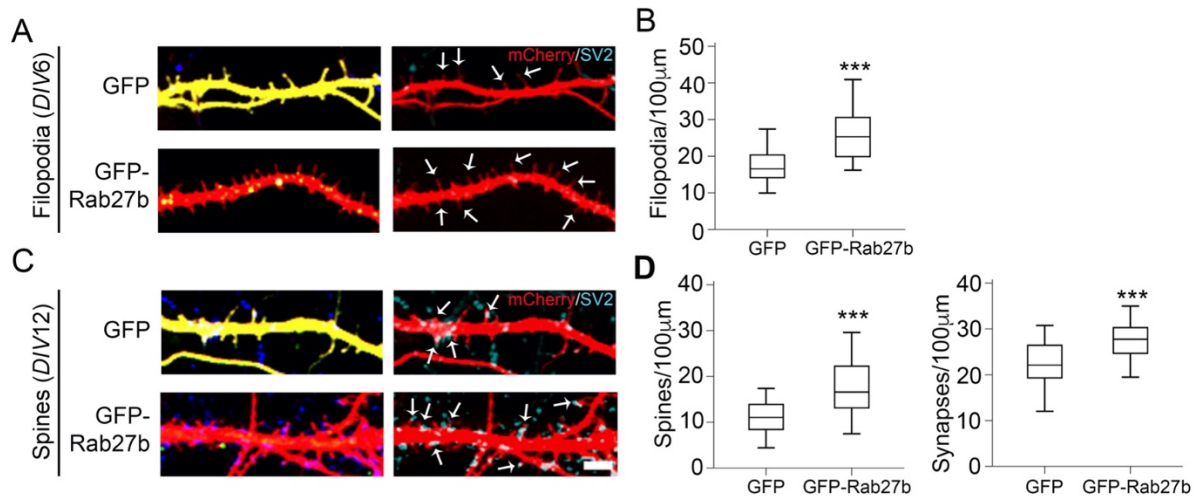 A
Filopodia (DIV6)
GFP
mCherry/SV2
GFP-
Rab27b
B
Filopodia/100µm
50
40
30
20
10
0
***
GFP
GFP-Rab27b
C
Spines (DIV12)
GFP
mCherry/SV2
GFP-
Rab27b
D
Spines/100µm
40
30
20
10
0
***
GFP
GFP-Rab27b
Synapses/100µm
40
30
20
10
0
***
GFP
GFP-Rab27b